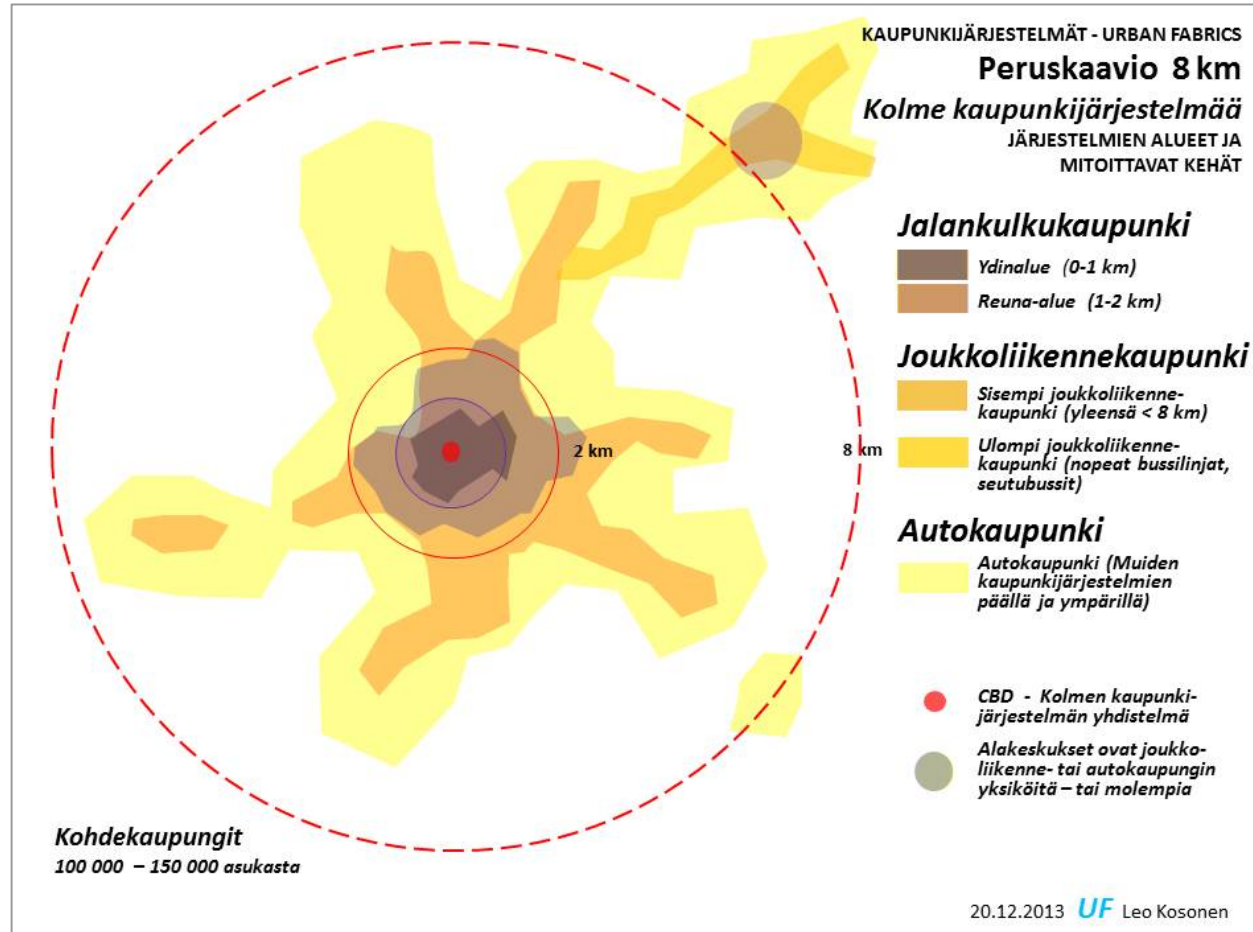 KAUPUNKIJÄRJESTELMÄT - URBAN FABRICS
Peruskaavio 8 km
Kolme kaupunkijärjestelmää
JÄRJESTELMIEN ALUEET JA
MITOITTAVAT KEHÄT
Jalankulkukaupunki
Ydinalue (0-1 km)
Reuna-alue (1-2 km)
Joukkoliikennekaupunki
Sisempi joukkoliikenne-
kaupunki (yleensä < 8 km)
Ulompi joukkoliikenne-
kaupunki (nopeat bussilinjat,
seutubussit)
Autokaupunki
Autokaupunki (Muiden
kaupunkijärjestelmien
päällä ja ympärillä)
CBD - Kolmen kaupunki-
järjestelmän yhdistelmä
Alakeskukset ovat joukko-
liikenne- tai autokaupungin
yksiköitä – tai molempia
2 km
8 km
Kohdekaupungit
100 000 – 150 000 asukasta
20.12.2013 UF Leo Kosonen